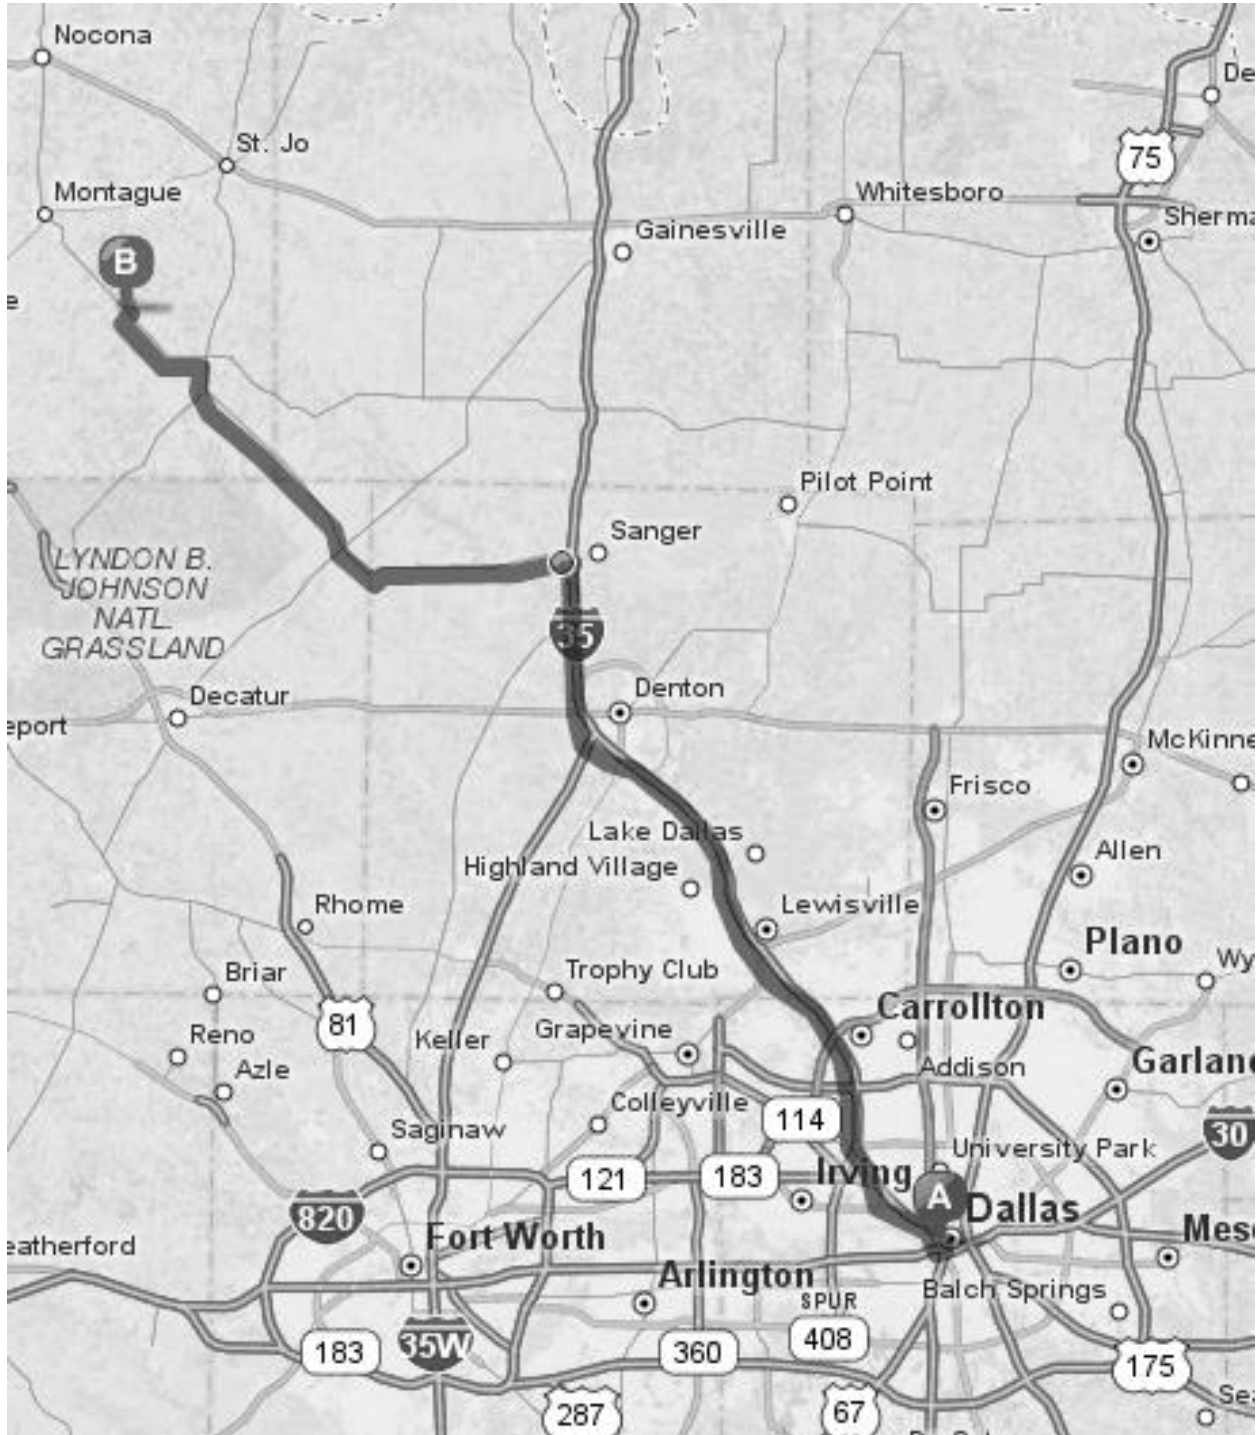 Nocona
De
St. Jo
75
Montague
Whitesboro
Sherma
Gainesville
B
e
Pilot Point
Sanger
LYNDON B.
JOHNSON
NATL.
GRASSLAND
35
Decatur
Denton
eport
McKinne
Frisco
Lake Dallas
Allen
Highland Village
Rhome
Lewisville
Plano
Briar
Trophy Club
Wy
81
Carrollton
Reno
Keller
Grapevine
Azle
Addison
Garlan
Colleyville
114
30
Saginaw
University Park
121
183
Irving
A
Dallas
820
eatherford
Fort Worth
Mes
Arlington
Balch Springs
SPUR
408
183
35W
360
175
287
67
Sea